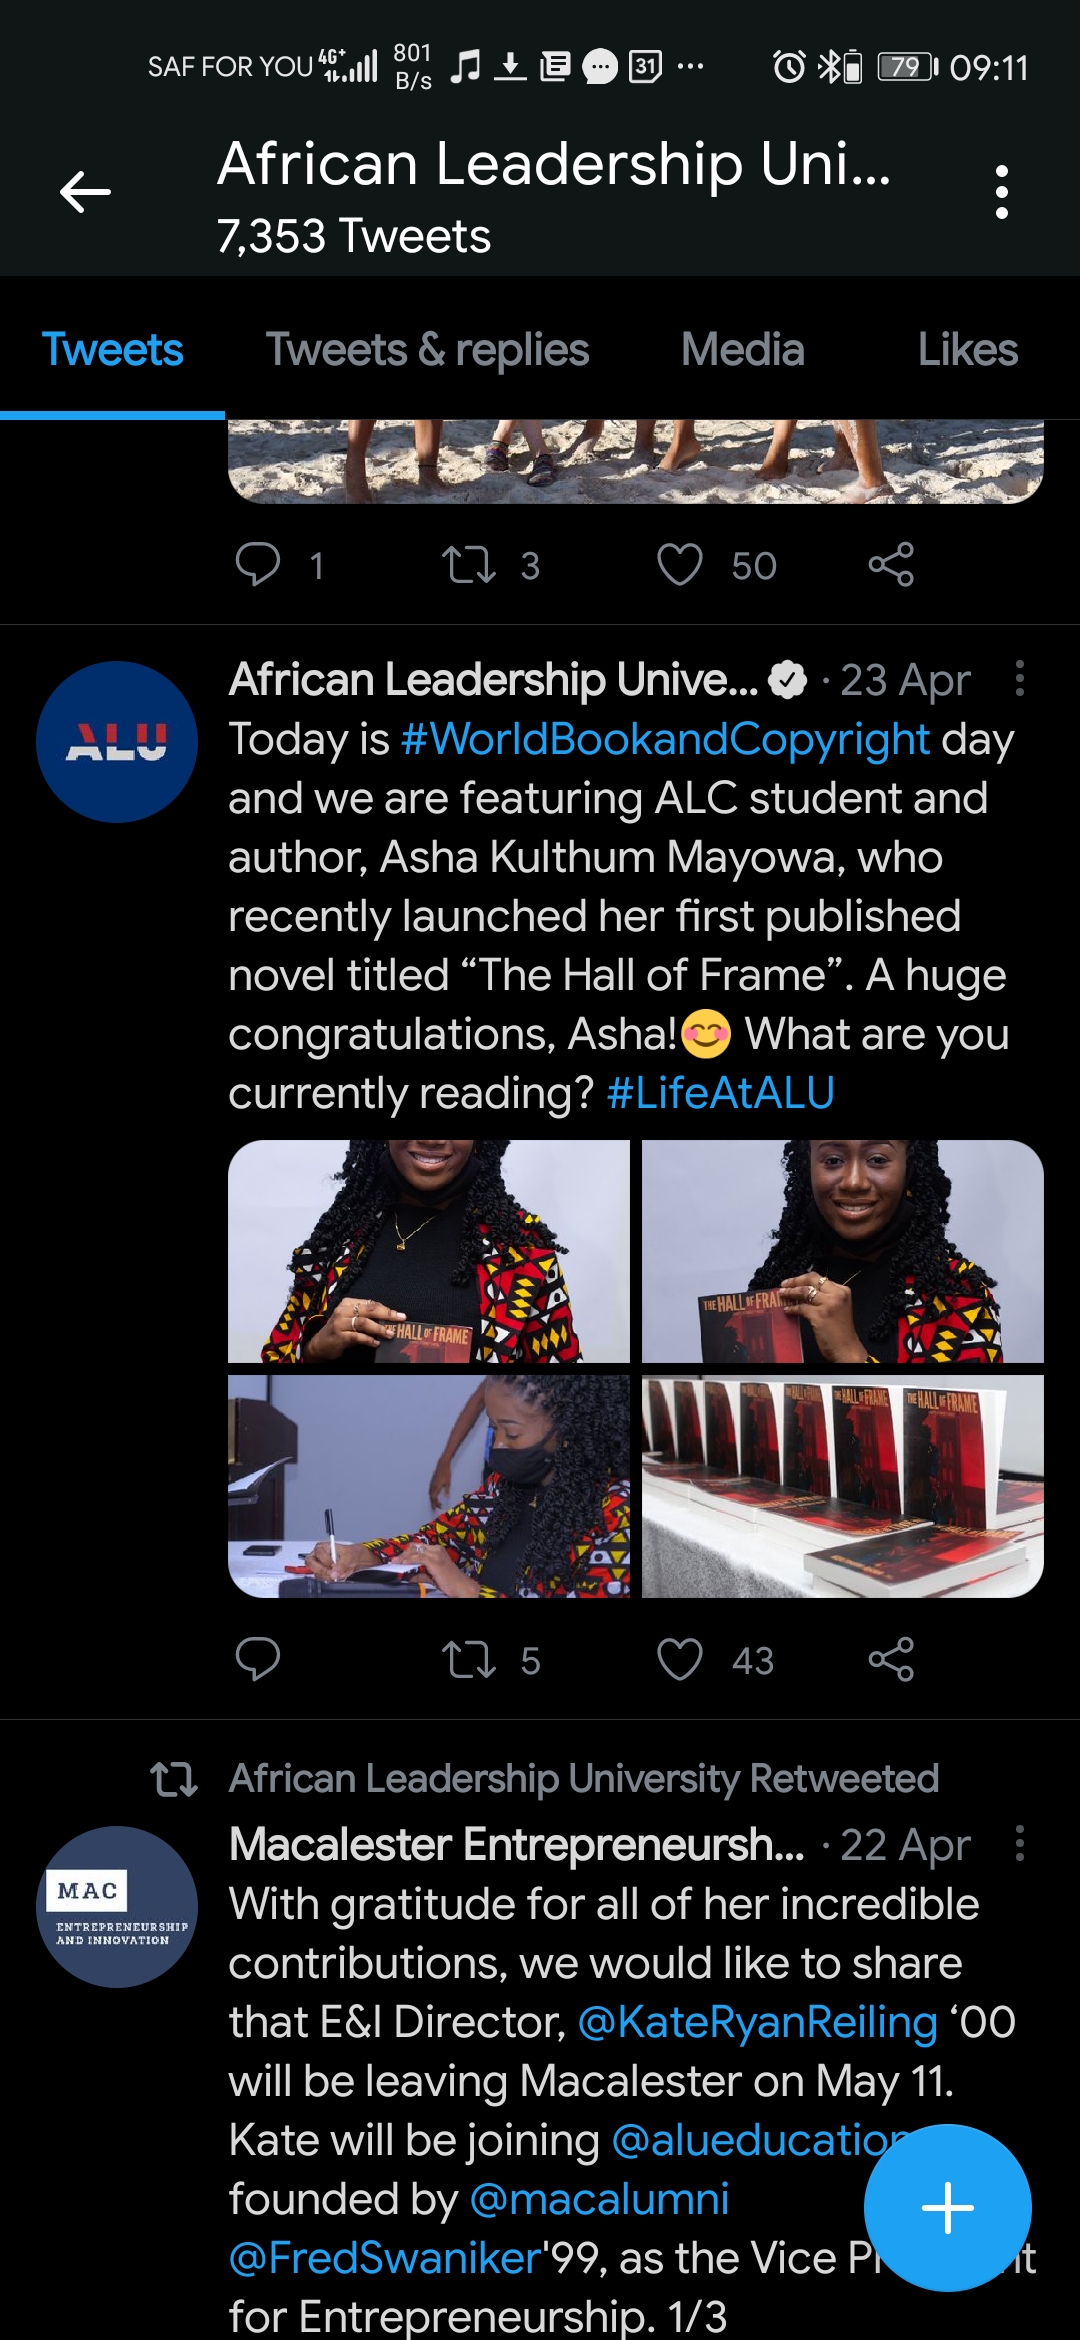 SAF FOR YOU 4G+ 801 B/s 31 ... 79 09:11
African Leadership Uni...
7,353 Tweets
Tweets Tweets & replies Media Likes
1 3 50
African Leadership Unive... · 23 Apr
ALU
Today is #WorldBookandCopyright day
and we are featuring ALC student and
author, Asha Kulthum Mayowa, who
recently launched her first published
novel titled “The Hall of Frame”. A huge
congratulations, Asha!😊 What are you
currently reading? #LifeAtALU
HALL OF FRAME
THE HALL OF
THE HALL OF FRAME
THE HALL OF FRAME
5 43
African Leadership University Retweeted
Macalester Entrepreneursh... · 22 Apr
MAC
ENTREPRENEURSHIP
AND INNOVATION
With gratitude for all of her incredible
contributions, we would like to share
that E&I Director, @KateRyanReiling ‘00
will be leaving Macalester on May 11.
Kate will be joining @alueducation
founded by @macalumni
@FredSwaniker'99, as the Vice
for Entrepreneurship. 1/3